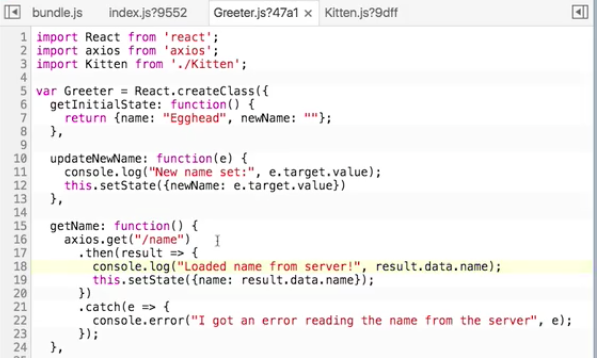 bundle.js index.js?9552 Greeter.js?47a1 × Kitten.js?9dff
1 import React from 'react';
2 import axios from 'axios';
3 import Kitten from './Kitten';
4
5 var Greeter = React.createClass({
6 getInitialState: function() {
7 return {name: "Egghead", newName: ""};
8 },
9
10 updateNewName: function(e) {
11 console.log("New name set:", e.target.value);
12 this.setState({newName: e.target.value})
13 },
14
15 getName: function() {
16 axios.get("/name")
17 .then(result => {
18 console.log("Loaded name from server!", result.data.name);
19 this.setState({name: result.data.name});
20 })
21 .catch(e => {
22 console.error("I got an error reading the name from the server", e);
23 });
24 },